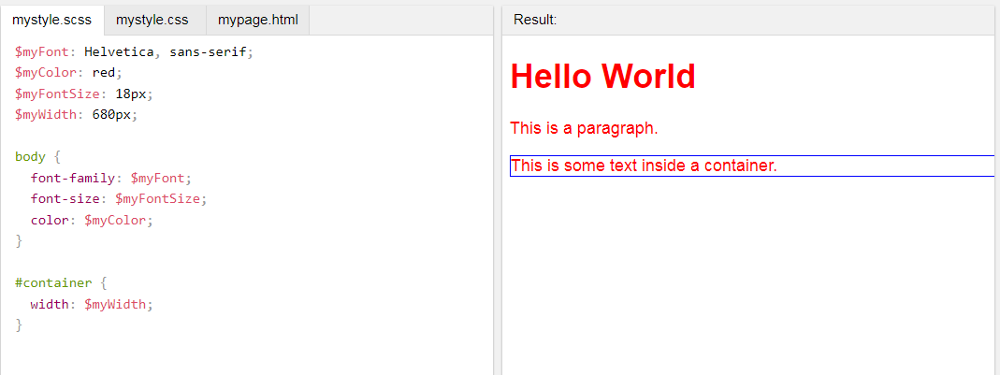 mystyle.scss mystyle.css mypage.html
$myFont: Helvetica, sans-serif;
$myColor: red;
$myFontSize: 18px;
$myWidth: 680px;
body {
font-family: $myFont;
font-size: $myFontSize;
color: $myColor;
}
#container {
width: $myWidth;
}
Result:
Hello World
This is a paragraph.
This is some text inside a container.